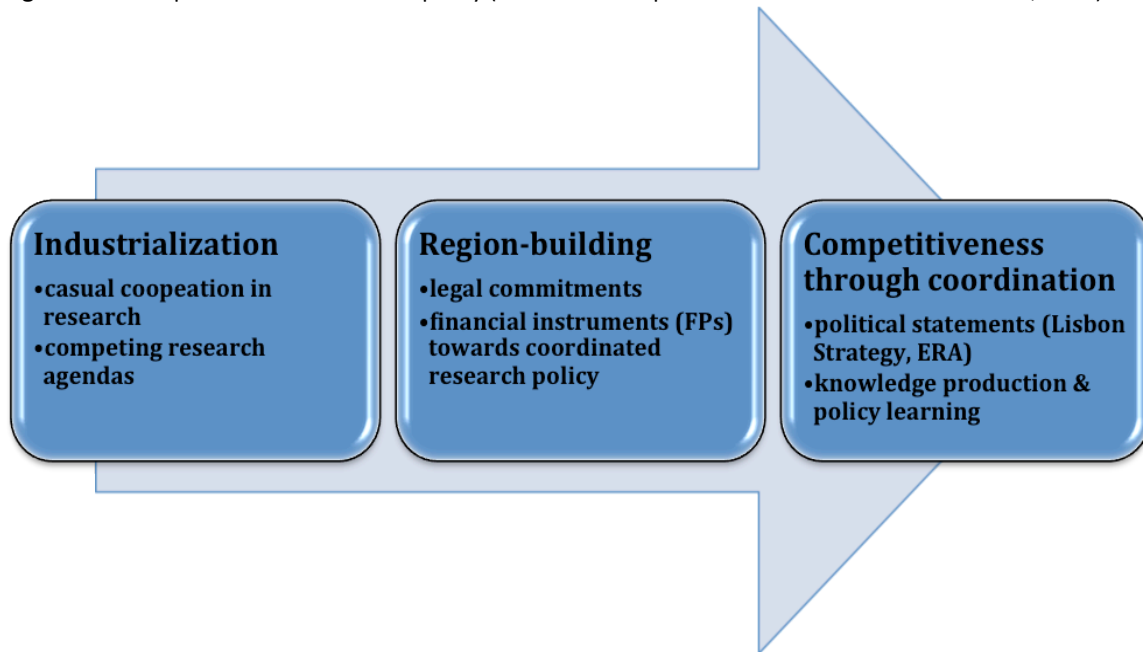 Industrialization
•casual coopeation in
research
•competing research
agendas
Region-building
•legal commitments
•financial instruments (FPs)
towards coordinated
research policy
Competitiveness
through coordination
•political statements (Lisbon
Strategy, ERA)
•knowledge production &
policy learning